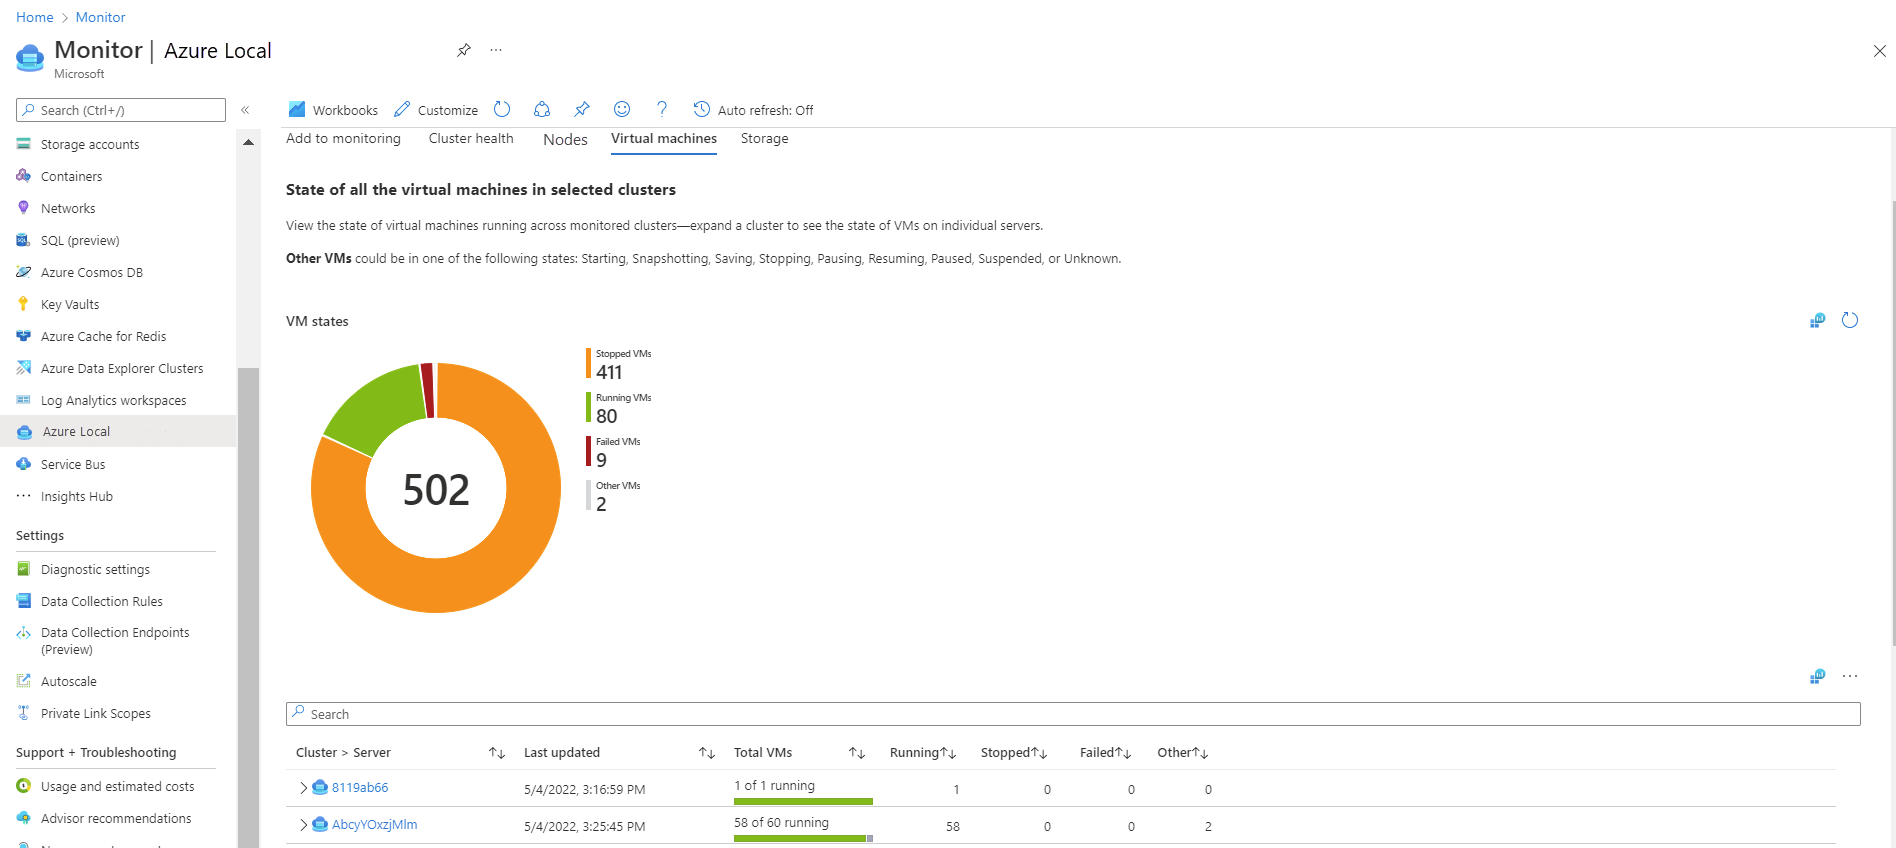 Home > Monitor
Monitor | Azure Local
Microsoft
Search (Ctrl+/)
«
Storage accounts
Containers
Networks
SQL (preview)
Azure Cosmos DB
Key Vaults
Azure Cache for Redis
Azure Data Explorer Clusters
Log Analytics workspaces
Azure Local
Service Bus
Insights Hub
Settings
Diagnostic settings
Data Collection Rules
Data Collection Endpoints
(Preview)
Autoscale
Private Link Scopes
Support + Troubleshooting
Usage and estimated costs
Advisor recommendations
Workbooks Customize Auto refresh: Off
Add to monitoring Cluster health Nodes Virtual machines Storage
State of all the virtual machines in selected clusters
View the state of virtual machines running across monitored clusters—expand a cluster to see the state of VMs on individual servers.
Other VMs could be in one of the following states: Starting, Snapshotting, Saving, Stopping, Pausing, Resuming, Paused, Suspended, or Unknown.
VM states
502
Stopped VMs
411
Running VMs
80
Failed VMs
9
Other VMs
2
Search
Cluster > Server Last updated Total VMs Running Stopped Failed Other
8119ab66 5/4/2022, 3:16:59 PM 1 of 1 running 1 0 0 0
AbcyYOxzjMlm 5/4/2022, 3:25:45 PM 58 of 60 running 58 0 0 2